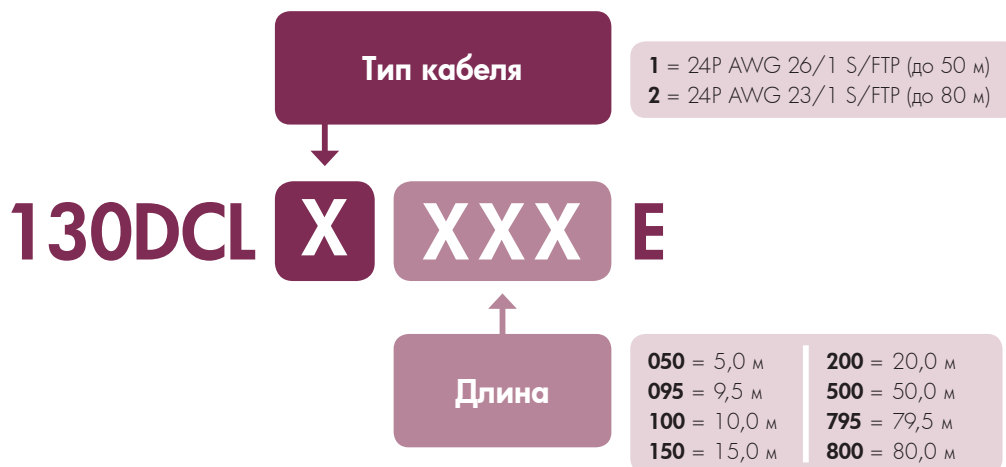 Тип кабеля
1 = 24P AWG 26/1 S/FTP (до 50 м)
2 = 24P AWG 23/1 S/FTP (до 80 м)
130DCL X XXX E
Длина
050 = 5,0 м
095 = 9,5 м
100 = 10,0 м
150 = 15,0 м
200 = 20,0 м
500 = 50,0 м
795 = 79,5 м
800 = 80,0 м